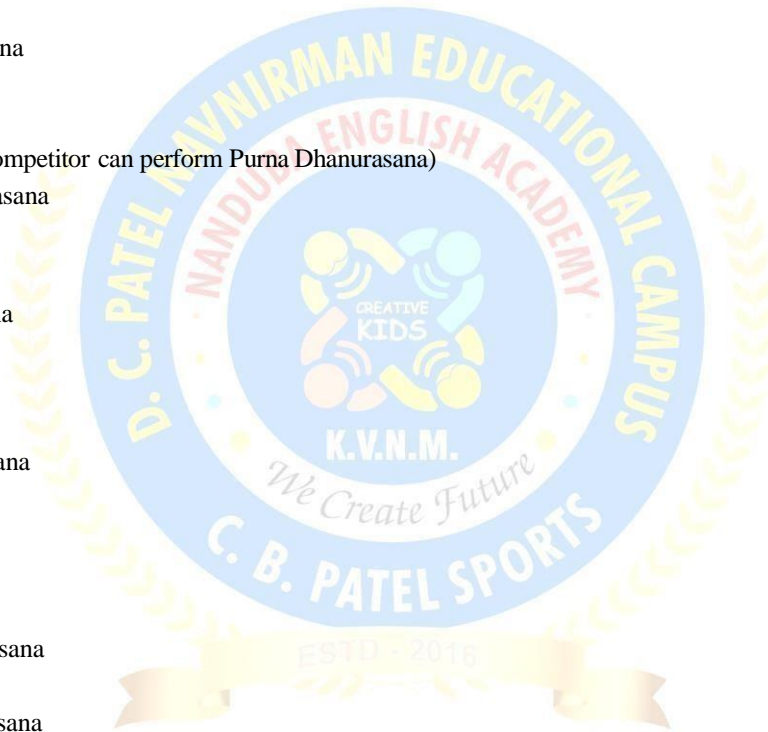 na
ompetitor can perform Purna Dhanurasana)
asana
na
ana
sana
sana
D. C. PATEL NAVNIRMAN EDUCATIONAL CAMPUS
NANDUBA ENGLISH ACADEMY
CREATIVE
KIDS
K.V.N.M.
We Create Future
C. B. PATEL SPORTS
ESTD - 2016